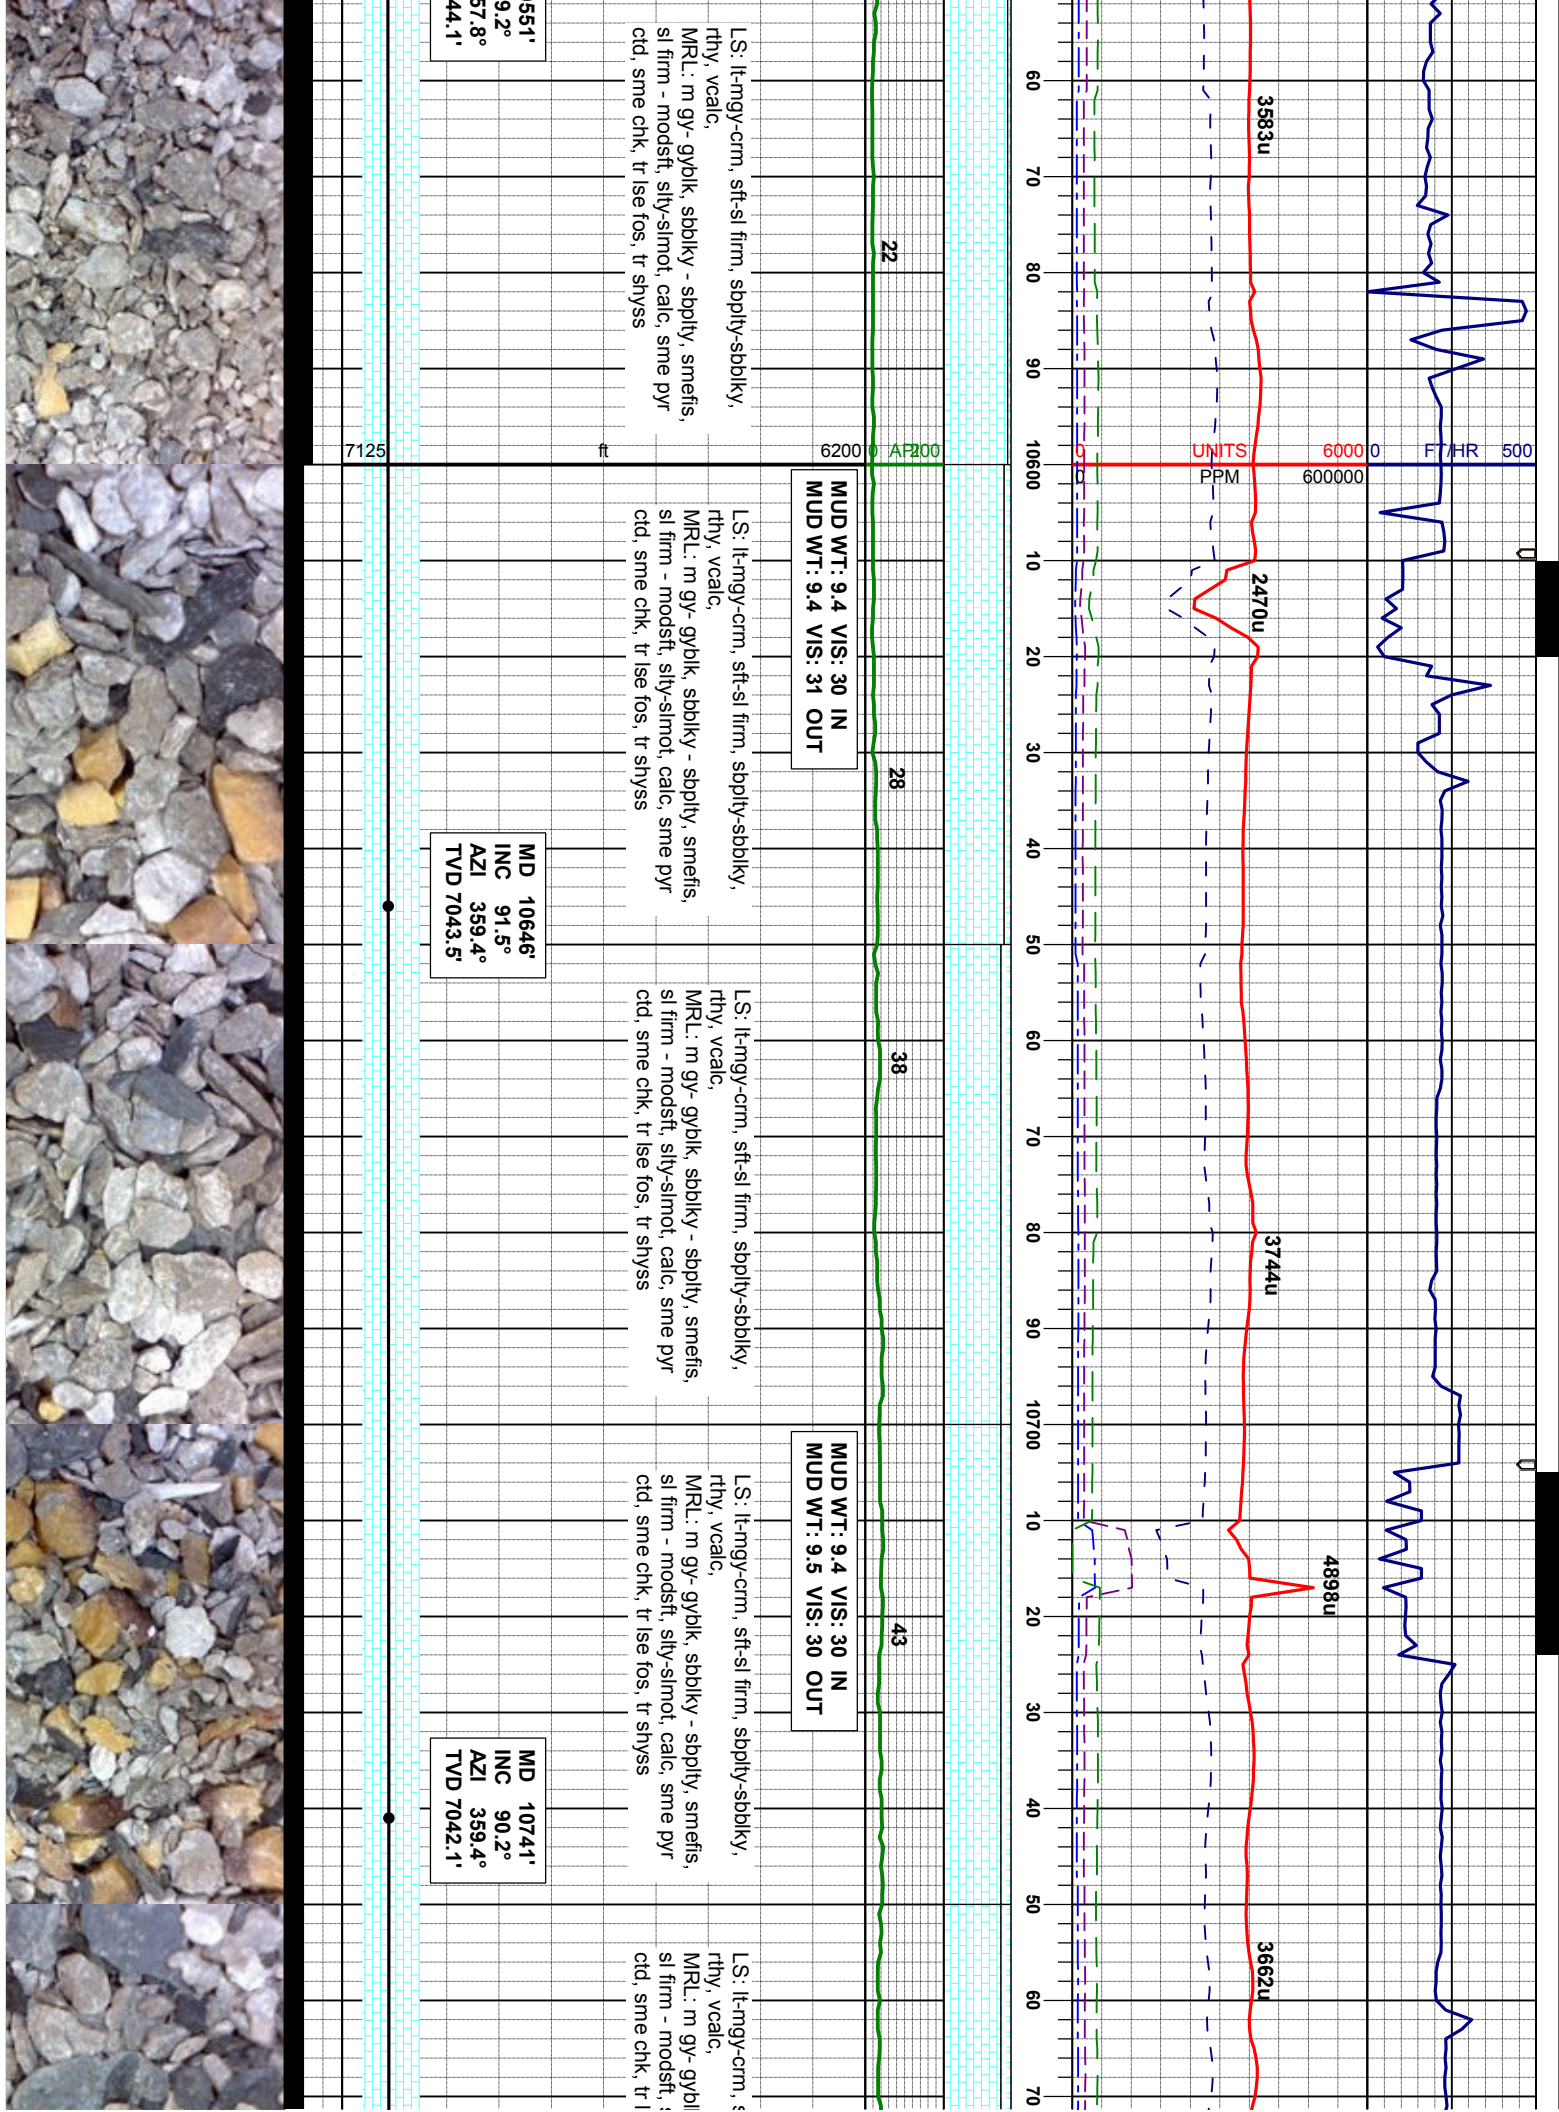 0551'
9.2°
57.8°
44.1'
LS: lt-mgy-crm, sft-sl firm, sbplty-sbblky,
rthy, vcalc,
MRL: m gy- gyblk, sbblky - sbplty, smefis,
sl firm - modsft, slty-slmot, calc, sme pyr
ctd, sme chk, tr lse fos, tr shyss
22
3583u
60
70
80
90
7125
ft
6200
0
API
200
0
UNITS
6000
0
FT/HR
500
0
PPM
600000
10600
MUD WT: 9.4 VIS: 30 IN
MUD WT: 9.4 VIS: 31 OUT
LS: lt-mgy-crm, sft-sl firm, sbplty-sbblky,
rthy, vcalc,
MRL: m gy- gyblk, sbblky - sbplty, smefis,
sl firm - modsft, slty-slmot, calc, sme pyr
ctd, sme chk, tr lse fos, tr shyss
10
2470u
20
28
30
40
MD 10646'
INC 91.5°
AZI 359.4°
TVD 7043.5'
50
LS: lt-mgy-crm, sft-sl firm, sbplty-sbblky,
rthy, vcalc,
MRL: m gy- gyblk, sbblky - sbplty, smefis,
sl firm - modsft, slty-slmot, calc, sme pyr
ctd, sme chk, tr lse fos, tr shyss
38
60
70
80
3744u
90
10700
MUD WT: 9.4 VIS: 30 IN
MUD WT: 9.5 VIS: 30 OUT
LS: lt-mgy-crm, sft-sl firm, sbplty-sbblky,
rthy, vcalc,
MRL: m gy- gyblk, sbblky - sbplty, smefis,
sl firm - modsft, slty-slmot, calc, sme pyr
ctd, sme chk, tr lse fos, tr shyss
10
4898u
20
43
30
40
MD 10741'
INC 90.2°
AZI 359.4°
TVD 7042.1'
50
3662u
60
70
LS: lt-mgy-crm, s
rthy, vcalc,
MRL: m gy- gybl
sl firm - modsft, s
ctd, sme chk, tr l